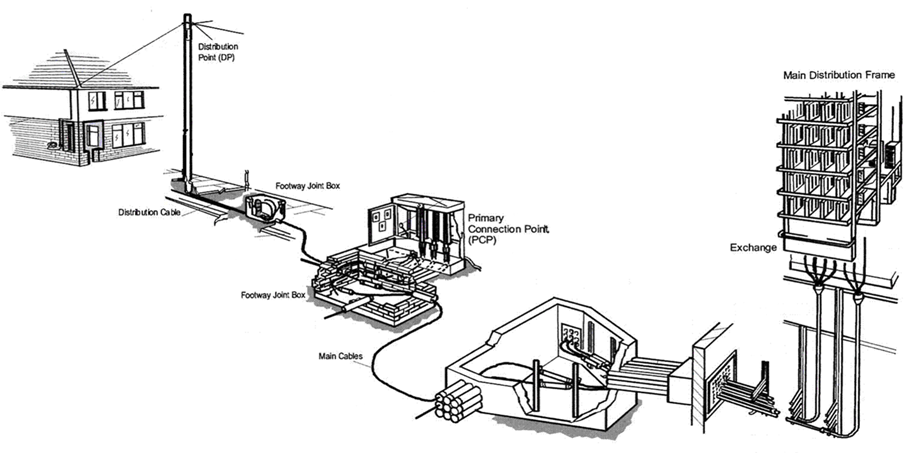 Distribution
Point (DP)
Main Distribution Frame
Footway Joint Box
Distribution Cable
Primary
Connection Point,
(PCP)
Exchange
Footway Joint Box
Main Cables